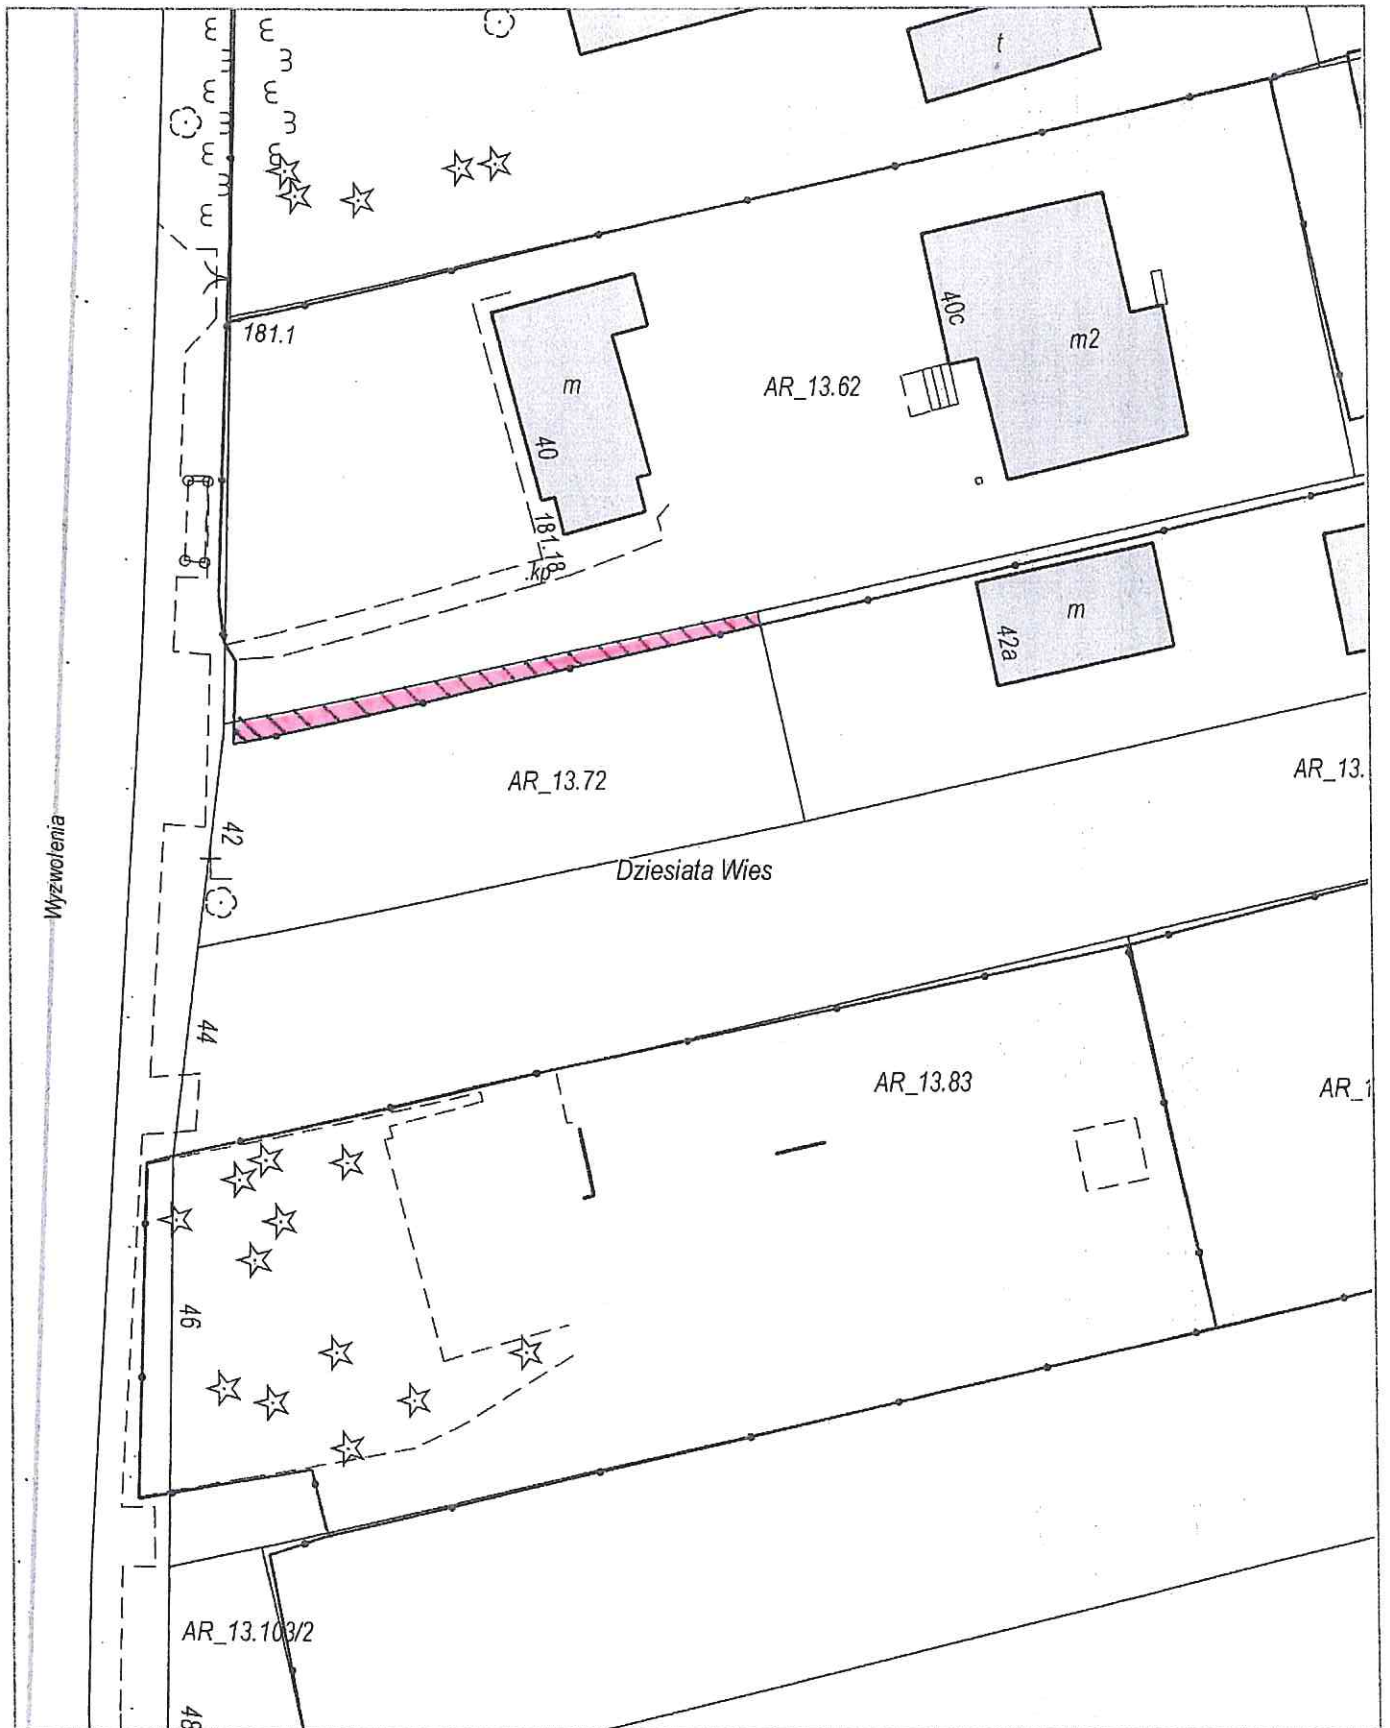 t
181.1
40c
m2
m
AR_13.62
40
181.18
.kp
m
42a
AR_13.72
AR_13.
42
Wyzwolenia
Dziesiata Wies
44
AR_13.83
AR_1
46
AR_13.103/2
48